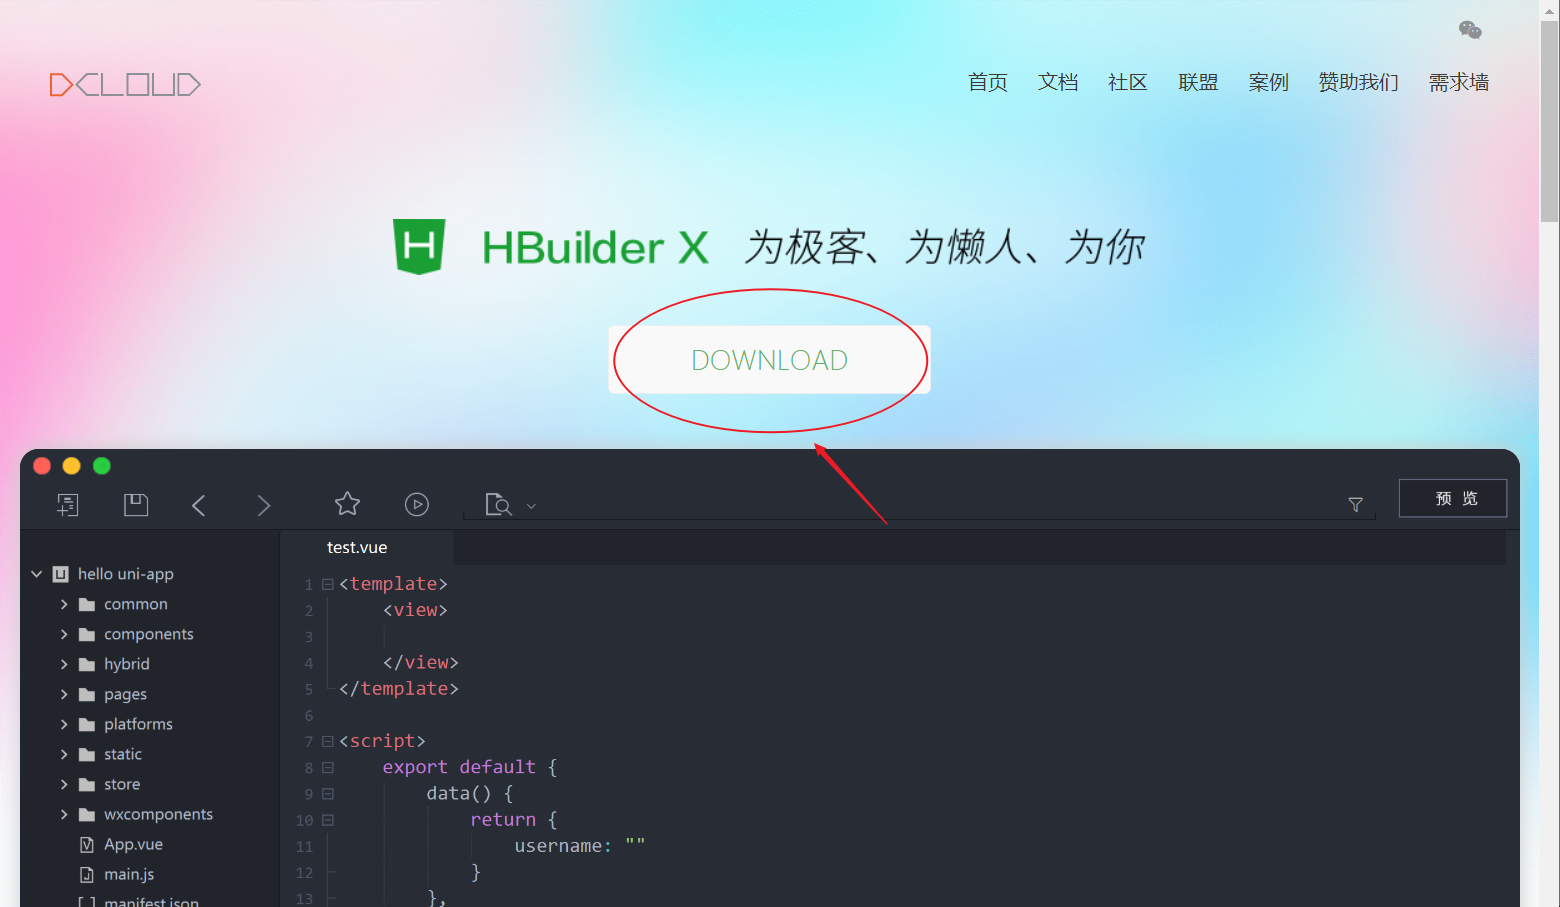 DCLOUD
首页 文档 社区 联盟 案例 赞助我们 需求墙
H HBuilder X 为极客、为懒人、为你
DOWNLOAD
预 览
test.vue
hello uni-app
common
components
hybrid
pages
platforms
static
store
wxcomponents
App.vue
main.js
manifest.json
1 <template>
2 <view>
3
4 </view>
5 </template>
6
7 <script>
8 export default {
9 data() {
10 return {
11 username: ""
12 }
13 },